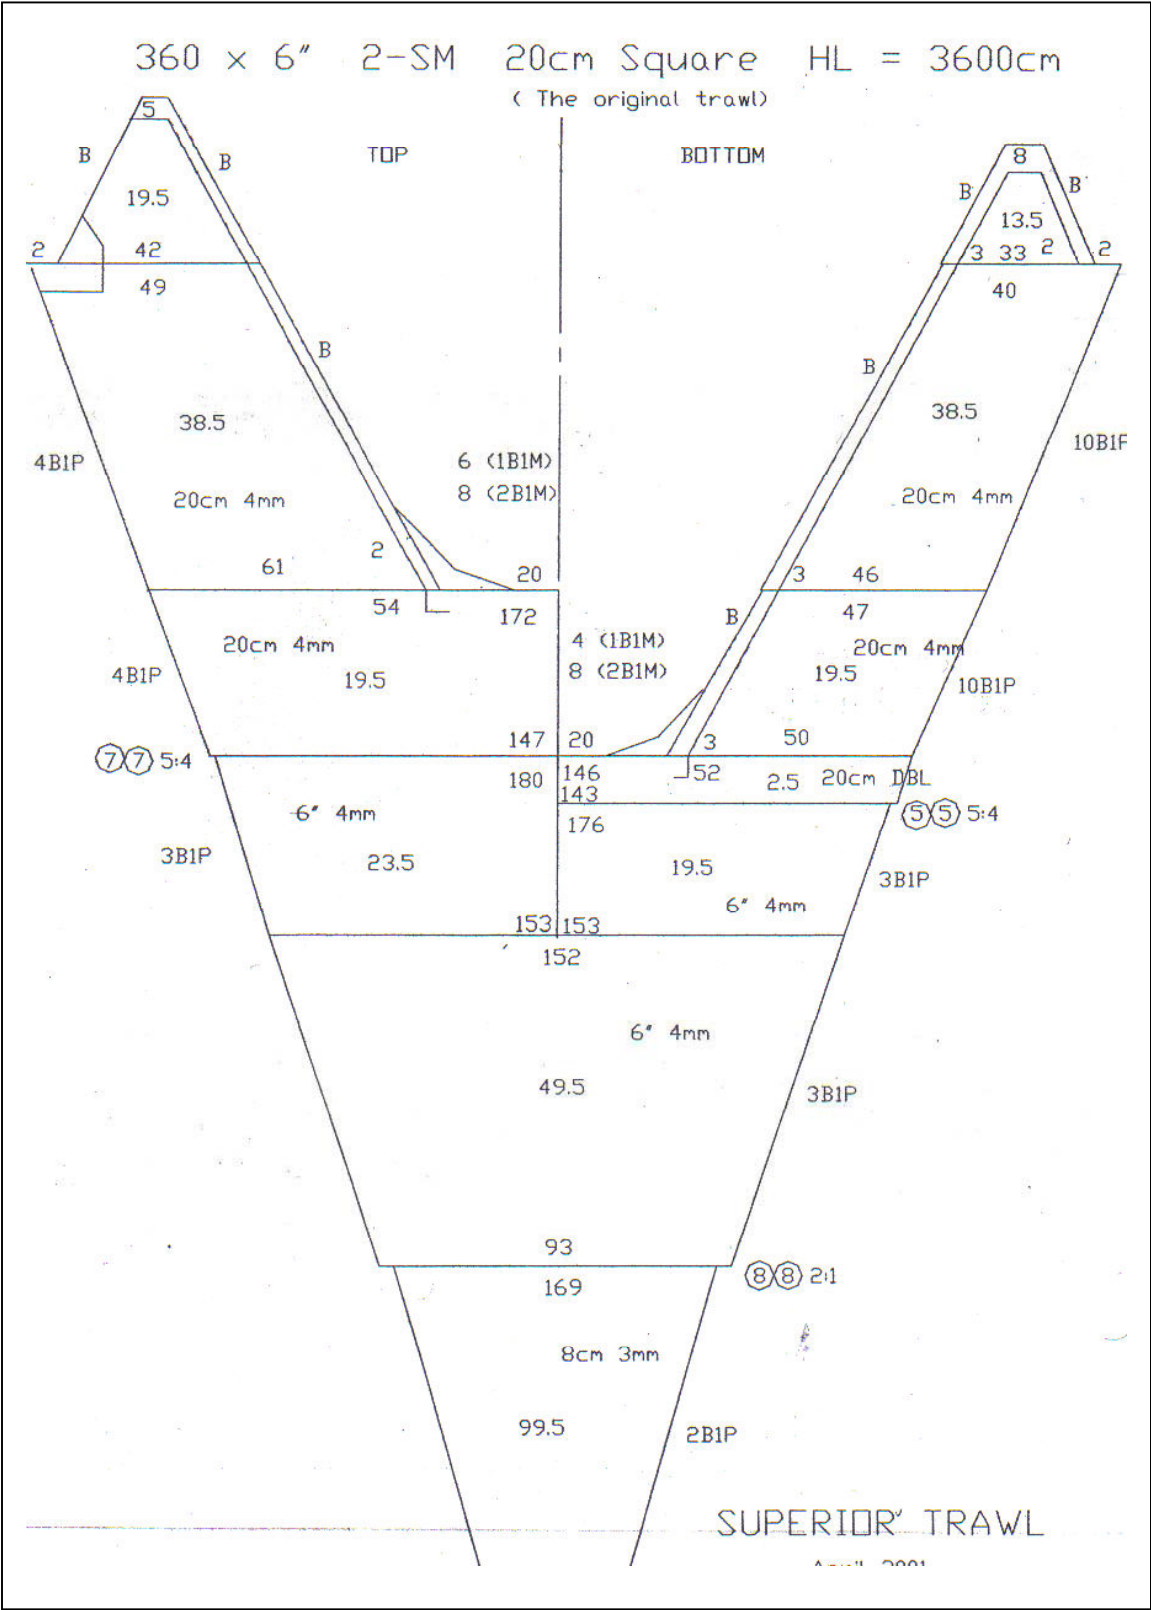 360 x 6" 2-SM 20cm Square HL = 3600cm
( The original trawl)
5
8
B
B
TOP
BOTTOM
B
B
19.5
13.5
2
42
3 33 2
2
49
40
B
B
38.5
38.5
4B1P
6 (1B1M)
10B1F
8 (2B1M)
20cm 4mm
20cm 4mm
2
61
20
3
46
54
172
47
B
4 (1B1M)
20cm 4mm
20cm 4mm
8 (2B1M)
4B1P
19.5
19.5
10B1P
7 7 5:4
147
20
3
50
180
146
52
2.5
20cm DBL
143
6" 4mm
176
5 5 5:4
3B1P
23.5
19.5
3B1P
6" 4mm
153
153
152
6" 4mm
49.5
3B1P
93
169
8 8 2:1
8cm 3mm
99.5
2B1P
SUPERIOR' TRAWL
April 2001